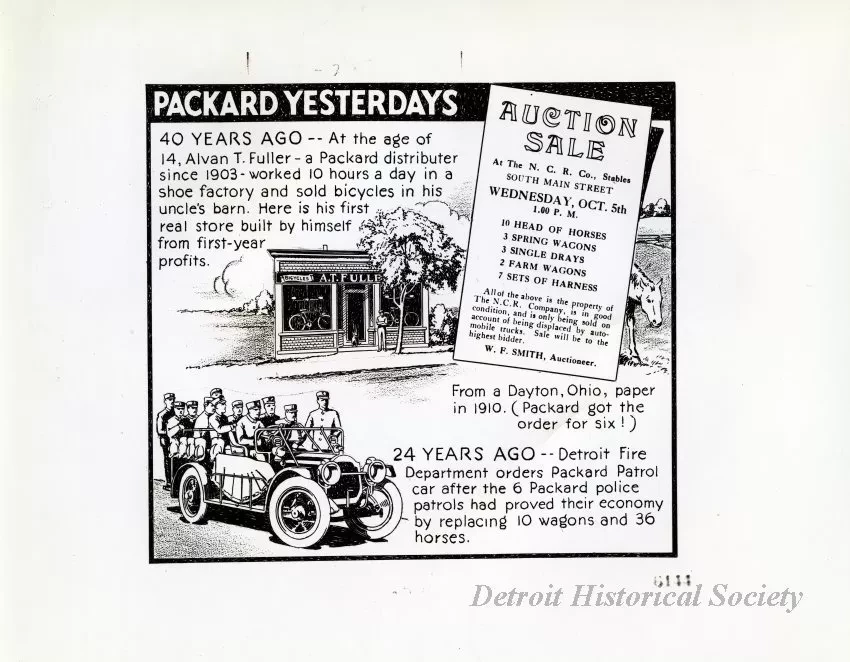 PACKARD YESTERDAYS
40 YEARS AGO -- At the age of
14, Alvan T. Fuller - a Packard distributer
since 1903 - worked 10 hours a day in a
shoe factory and sold bicycles in his
uncle's barn. Here is his first
real store built by himself
from first-year
profits.
BICYCLES A.T. FULLE
AUCTION
SALE
At The N. C. R. Co., Stables
SOUTH MAIN STREET
WEDNESDAY, OCT. 5th
1.00 P. M.
10 HEAD OF HORSES
3 SPRING WAGONS
3 SINGLE DRAYS
2 FARM WAGONS
7 SETS OF HARNESS
All of the above is the property of
The N.C.R. Company, is in good
condition, and is only being sold on
account of being displaced by auto-
mobile trucks. Sale will be to the
highest bidder.
W. F. SMITH, Auctioneer.
From a Dayton, Ohio, paper
in 1910. (Packard got the
order for six!)
24 YEARS AGO -- Detroit Fire
Department orders Packard Patrol
car after the 6 Packard police
patrols had proved their economy
by replacing 10 wagons and 36
horses.
6144
Detroit Historical Society